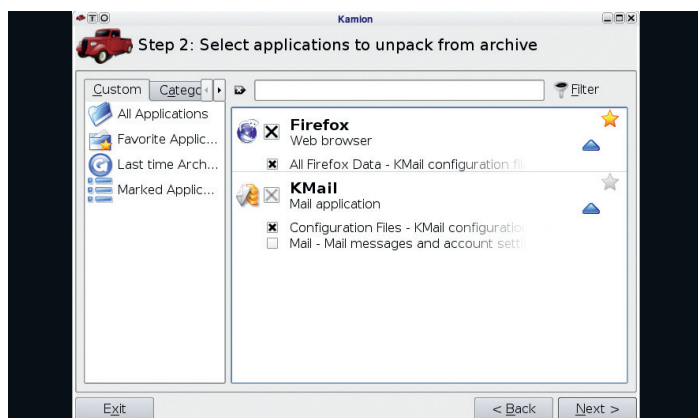 Kamion
Step 2: Select applications to unpack from archive
Custom Categc
Filter
All Applications
Favorite Applic...
Last time Arch...
Marked Applic...
Firefox
Web browser
All Firefox Data - KMail configuration fil
KMail
Mail application
Configuration Files - KMail configuratio
Mail - Mail messages and account setti
Exit
< Back
Next >